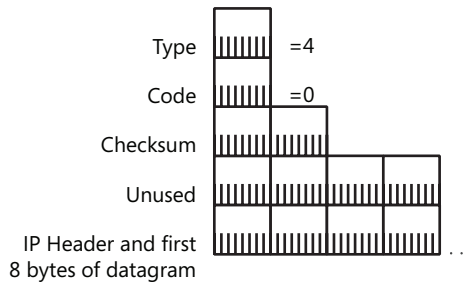 Type =4
Code =0
Checksum
Unused
IP Header and first
8 bytes of datagram . .